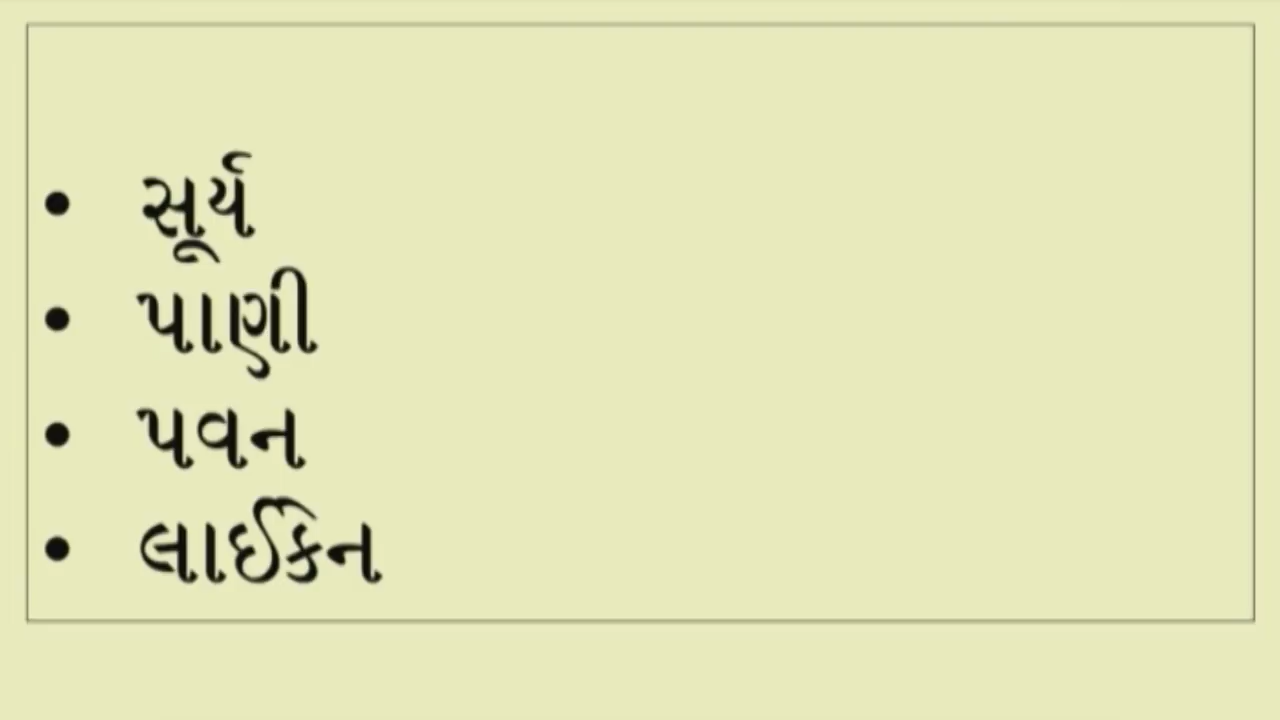 • સૂર્ય
• પાણી
• પવન
• લાઈકેન